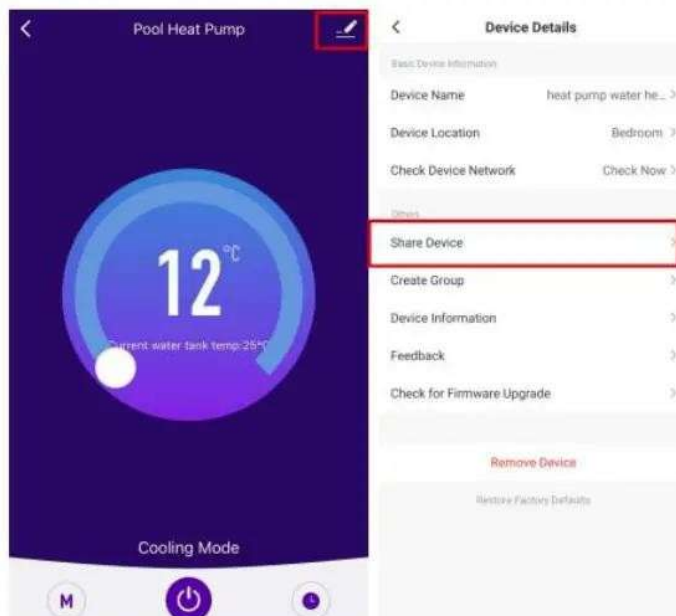 Pool Heat Pump
12 °C
Current water tank temp:25°C
Cooling Mode
M
Device Details
Basic Device Information
Device Name heat pump water he... >
Device Location Bedroom >
Check Device Network Check Now >
Others
Share Device >
Create Group >
Device Information >
Feedback >
Check for Firmware Upgrade >
Remove Device
Restore Factory Defaults